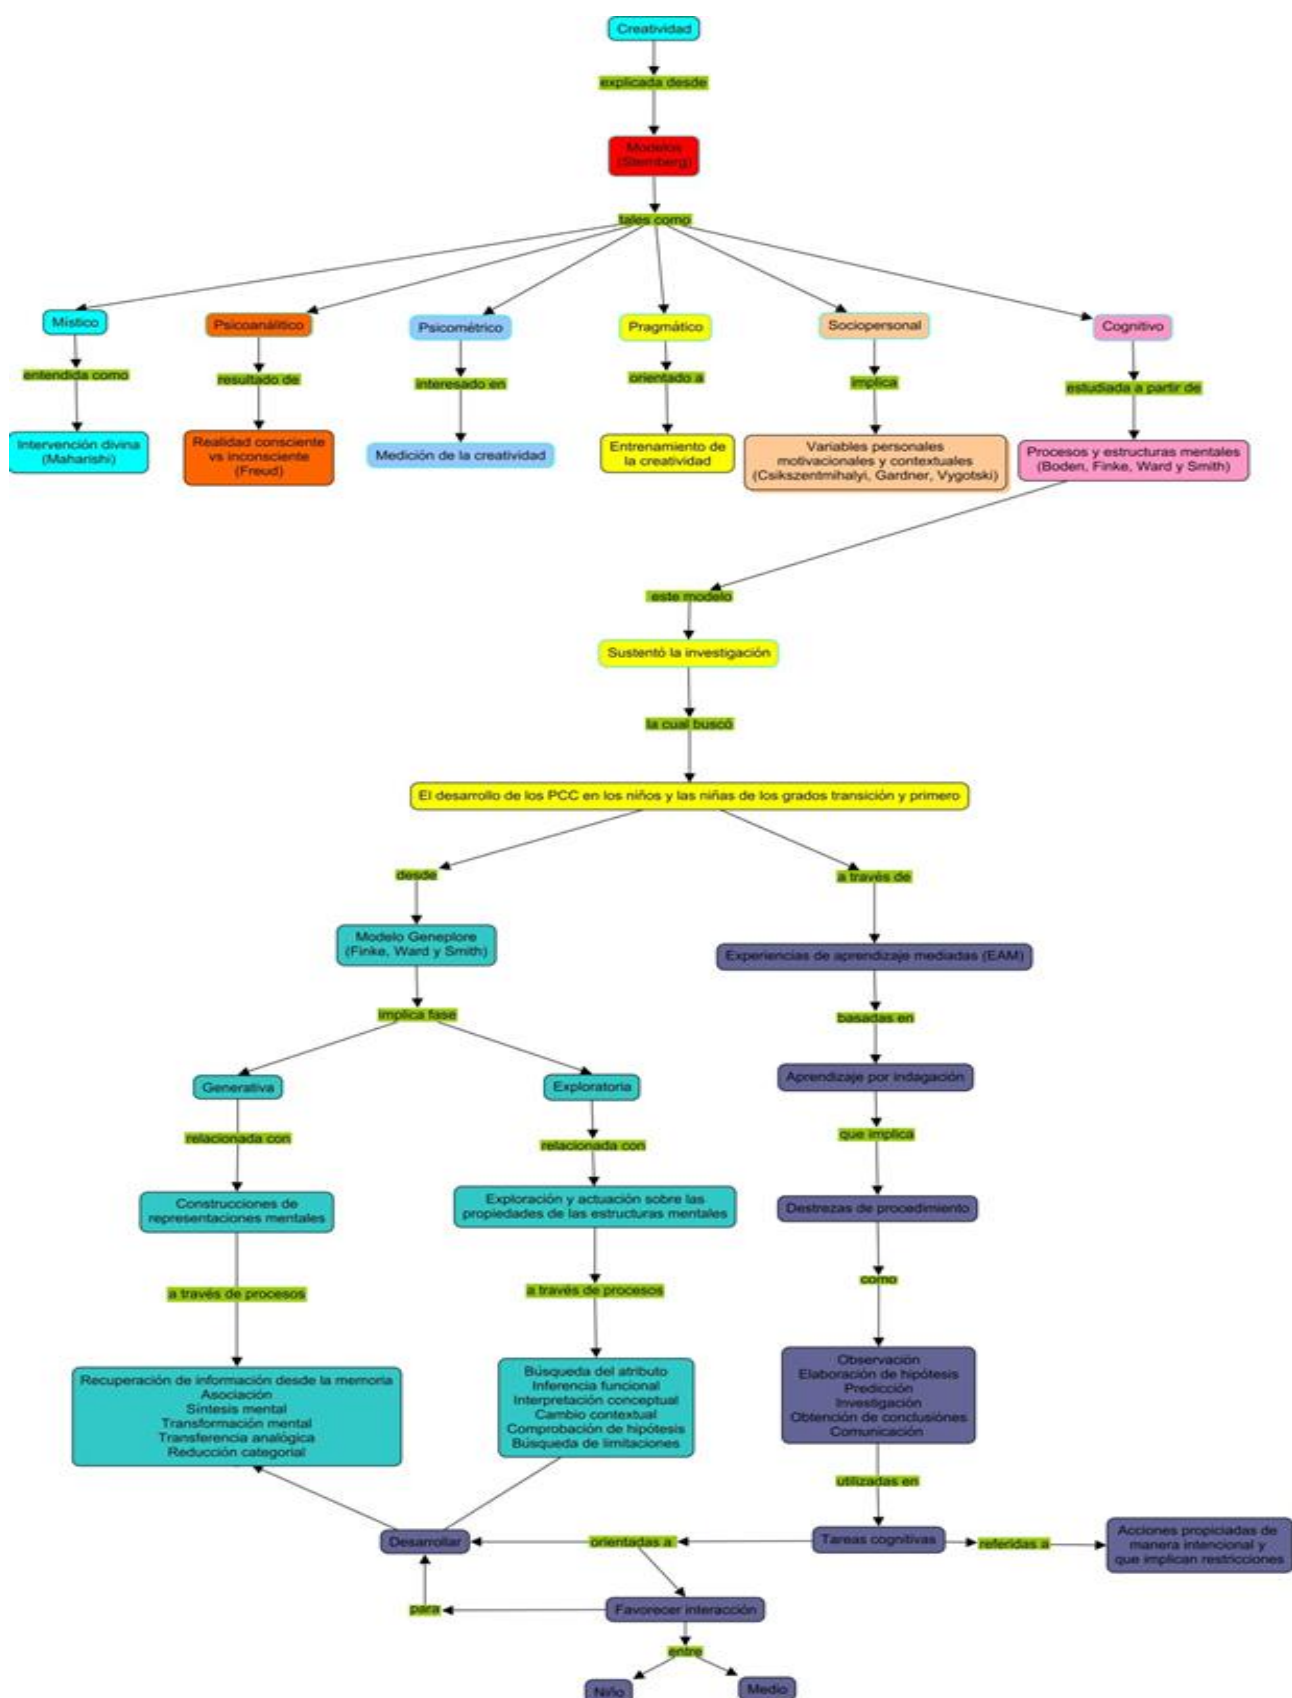 Creatividad
explicada desde
Modelos
(Sternberg)
tales como
Místico
Psicoanalítico
Psicométrico
Pragmático
Sociopersonal
Cognitivo
entendida como
resultado de
interesado en
orientado a
implica
estudiada a partir de
Intervención divina
(Maharishi)
Realidad consciente
vs inconsciente
(Freud)
Medición de la creatividad
Entrenamiento de
la creatividad
Variables personales
motivacionales y contextuales
(Csikszentmihalyi, Gardner, Vygotski)
Procesos y estructuras mentales
(Boden, Finke, Ward y Smith)
este modelo
Sustentó la investigación
la cual buscó
El desarrollo de los PCC en los niños y las niñas de los grados transición y primero
desde
a través de
Modelo Geneplore
(Finke, Ward y Smith)
Experiencias de aprendizaje mediadas (EAM)
implica fase
basadas en
Generativa
Exploratoria
Aprendizaje por indagación
relacionada con
relacionada con
que implica
Construcciones de
representaciones mentales
Exploración y actuación sobre las
propiedades de las estructuras mentales
Destrezas de procedimiento
a través de procesos
a través de procesos
como
Recuperación de información desde la memoria
Asociación
Síntesis mental
Transformación mental
Transferencia analógica
Reducción categorial
Búsqueda del atributo
Inferencia funcional
Interpretación conceptual
Cambio contextual
Comprobación de hipótesis
Búsqueda de limitaciones
Observación
Elaboración de hipótesis
Predicción
Investigación
Obtención de conclusiónes
Comunicación
utilizadas en
Desarrollar
orientadas a
Tareas cognitivas
referidas a
Acciones propiciadas de
manera intencional y
que implican restricciones
para
Favorecer interacción
entre
Niño
Medio